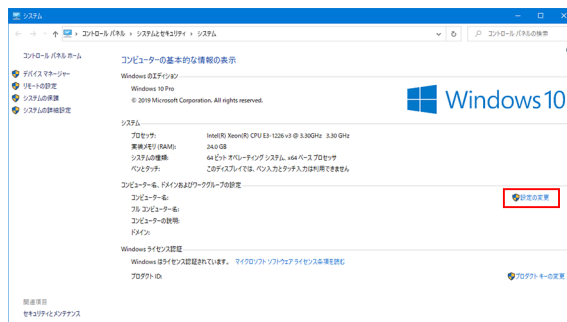 システム
コントロール パネル › システムとセキュリティ › システム
コントロール パネルの検索
コントロール パネル ホーム
デバイス マネージャー
リモートの設定
システムの保護
システムの詳細設定
コンピューターの基本的な情報の表示
Windows のエディション
Windows 10 Pro
© 2019 Microsoft Corporation. All rights reserved.
Windows 10
システム
プロセッサ: Intel(R) Xeon(R) CPU E3-1226 v3 @ 3.30GHz 3.30 GHz
実装メモリ (RAM): 24.0 GB
システムの種類: 64 ビット オペレーティング システム、x64 ベース プロセッサ
ペンとタッチ: このディスプレイでは、ペン入力とタッチ入力は利用できません
コンピューター名、ドメインおよびワークグループの設定
コンピューター名: 設定の変更
フル コンピューター名:
コンピューターの説明:
ドメイン:
Windows ライセンス認証
Windows はライセンス認証されています。 マイクロソフト ソフトウェア ライセンス条項を読む
プロダクト ID: プロダクト キーの変更
関連項目
セキュリティとメンテナンス